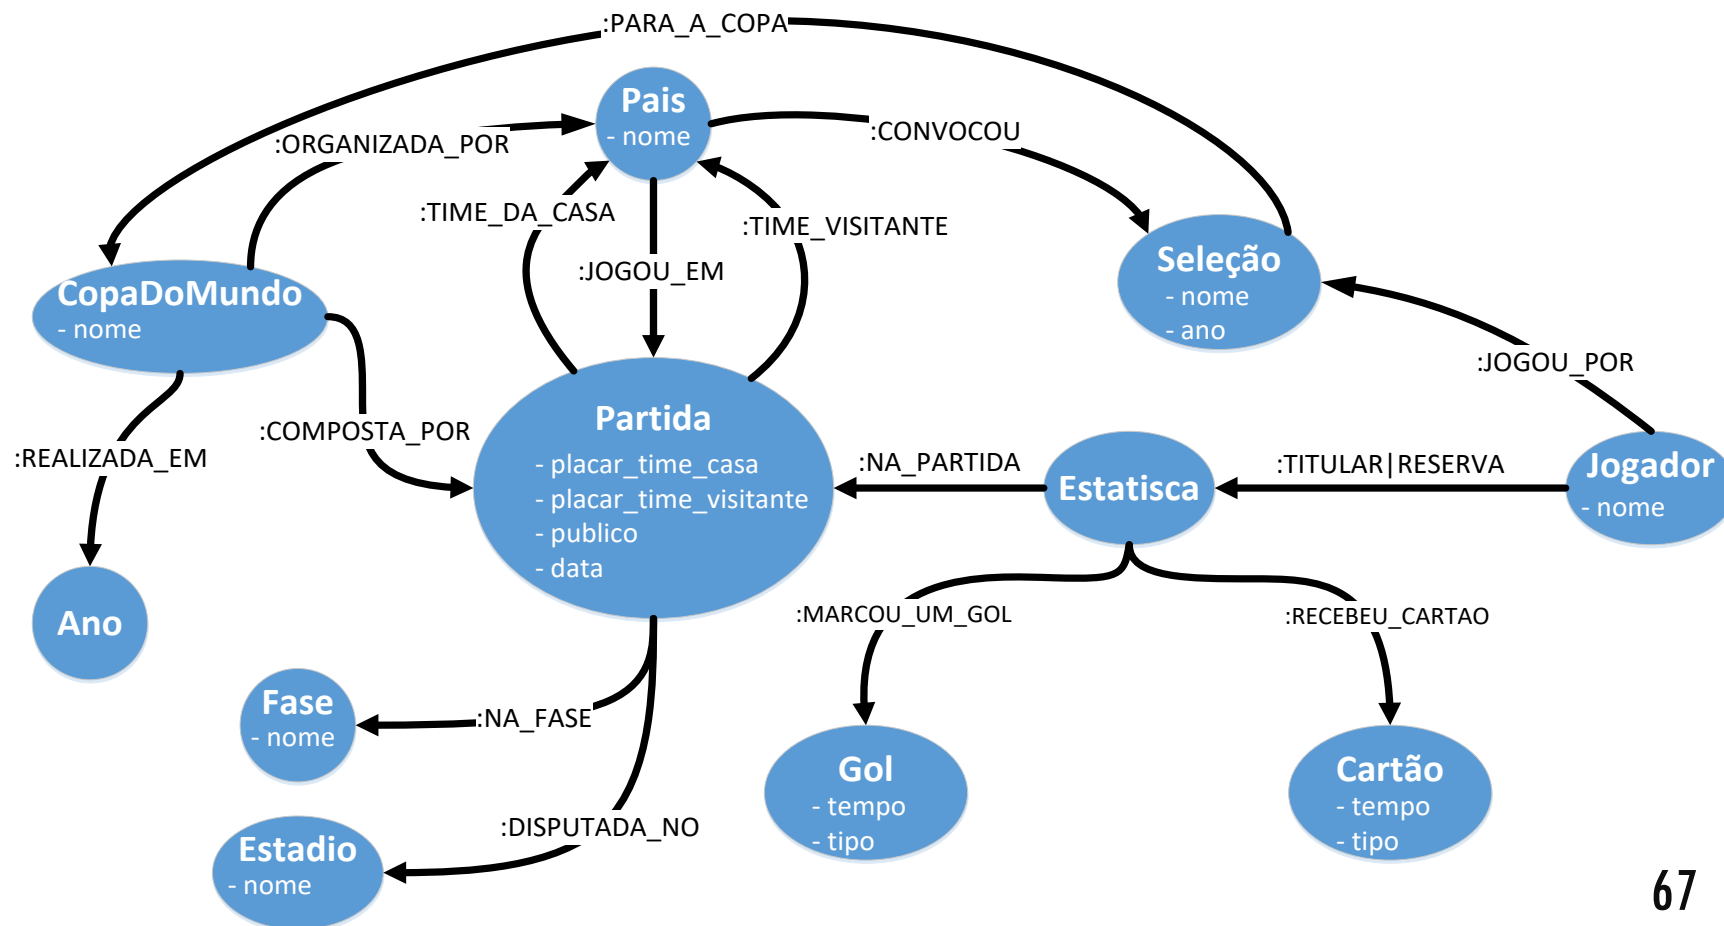 :PARA_A_COPA
Pais
- nome
:ORGANIZADA_POR
:CONVOCOU
:TIME_DA_CASA
:TIME_VISITANTE
:JOGOU_EM
Seleção
- nome
- ano
CopaDoMundo
- nome
:JOGOU_POR
Partida
- placar_time_casa
- placar_time_visitante
- publico
- data
:COMPOSTA_POR
:REALIZADA_EM
:NA_PARTIDA
Estatisca
:TITULAR|RESERVA
Jogador
- nome
Ano
:MARCOU_UM_GOL
:RECEBEU_CARTAO
Fase
- nome
:NA_FASE
Gol
- tempo
- tipo
Cartão
- tempo
- tipo
:DISPUTADA_NO
Estadio
- nome
67